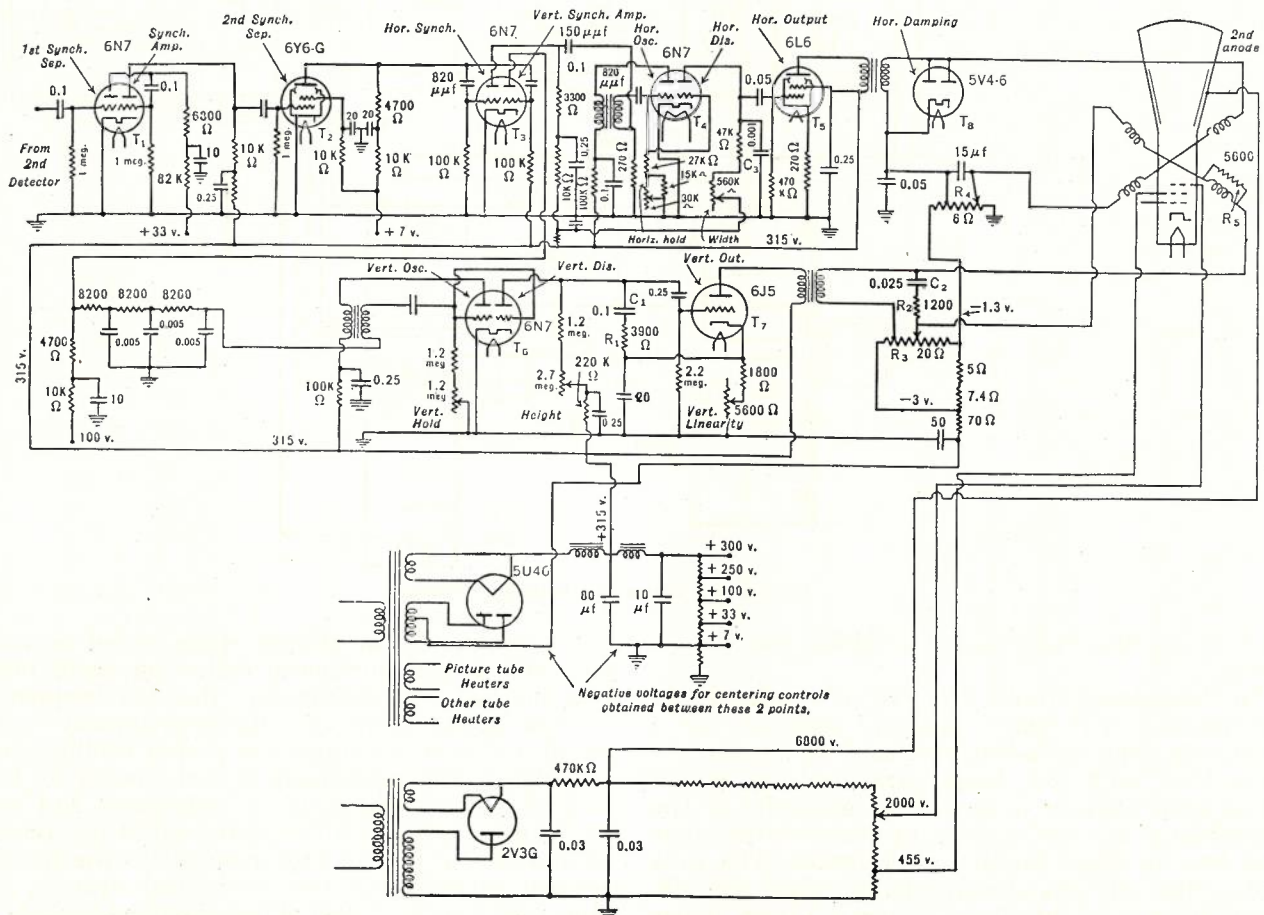 1st Synch.
Sep.
6N7
Synch.
Amp.
2nd Synch.
Sep.
6Y6-G
Hor. Synch.
Vert. Synch. Amp.
6N7
150 μμf
Hor.
Osc.
6N7
Hor.
Dis.
Hor. Output
6L6
Hor. Damping
5V4-6
2nd
anode
0.1
From
2nd
Detector
1 meg.
T1
1 meg.
0.1
6800
Ω
10
82 K
+33 v.
10 K
Ω
0.25
1 meg.
T2
10 K
Ω
20
20
4700
Ω
10 K
Ω
+7 v.
820
μμf
100 K
Ω
T3
100 K
Ω
3300
Ω
0.25
10KΩ
100KΩ
0.1
820
μμf
270 Ω
0.1
T4
27K
Ω
15K
30K
Horiz. hold
47K
Ω
560K
Width
C3
0.001
0.05
470
KΩ
T5
270 Ω
0.25
315 v.
T8
0.05
15 μf
R4
6 Ω
5600
R5
8200
8200
8200
0.005
0.005
0.005
4700
Ω
10K
Ω
10
100 v.
315 v.
315 v.
100K
Ω
0.25
Vert. Osc.
Vert. Dis.
6N7
T6
1.2
meg
1.2
meg
Vert.
Hold
1.2
meg.
2.7
meg.
Height
220 K
Ω
0.25
C1
0.1
R1
3900
Ω
20
0.25
2.2
meg.
Vert. Out.
6J5
T7
1800
Ω
5600 Ω
Vert.
Linearity
0.025
C2
R2
1200
R3
20Ω
-1.3 v.
5Ω
7.4 Ω
-3 v.
70 Ω
50
+315 v.
5U4G
80
μf
10
μf
+ 300 v.
+ 250 v.
+ 100 v.
+ 33 v.
+ 7 v.
Picture tube
Heaters
Other tube
Heaters
Negative voltages for centering controls
obtained between these 2 points.
6800 v.
470KΩ
2V3G
0.03
0.03
2000 v.
455 v.